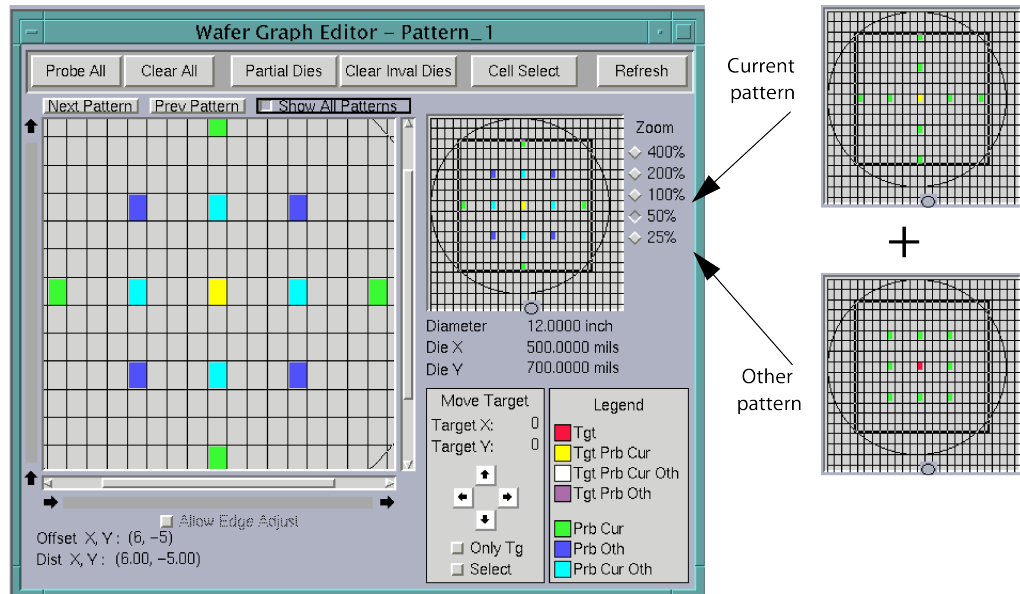 Wafer Graph Editor – Pattern_1
Probe All
Clear All
Partial Dies
Clear Inval Dies
Cell Select
Refresh
Next Pattern
Prev Pattern
Show All Patterns
Zoom
400%
200%
100%
50%
25%
Diameter 12.0000 inch
Die X 500.0000 mils
Die Y 700.0000 mils
Move Target
Target X: 0
Target Y: 0
Only Tg
Select
Legend
Tgt
Tgt Prb Cur
Tgt Prb Cur Oth
Tgt Prb Oth
Prb Cur
Prb Oth
Prb Cur Oth
Allow Edge Adjust
Offset X, Y : (6, –5)
Dist X, Y : (6.00, –5.00)
Current
pattern
+
Other
pattern